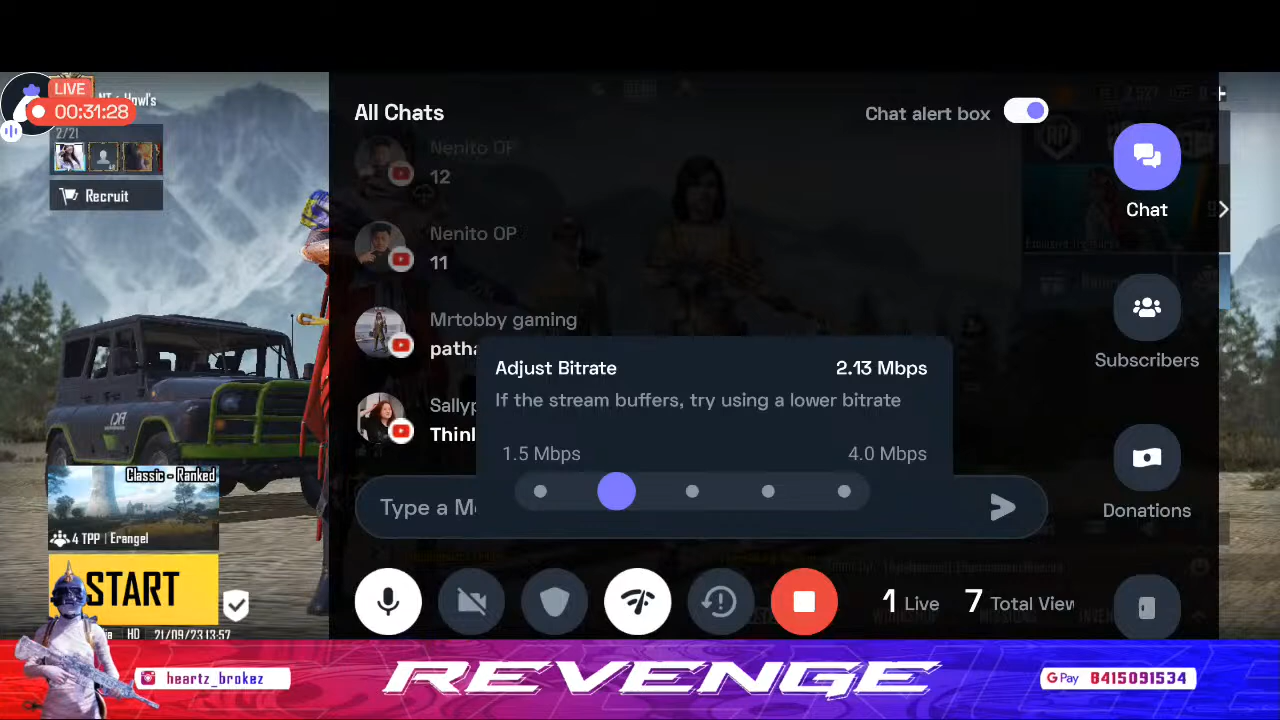 LIVE
00:31:28
2/21
Recruit
All Chats
Chat alert box
Nenito OP
12
Nenito OP
11
Mrtobby gaming
Chat
Subscribers
Donations
Adjust Bitrate
2.13 Mbps
If the stream buffers, try using a lower bitrate
1.5 Mbps
4.0 Mbps
Type a
Classic - Ranked
4 TPP | Erangel
START
HD 21/09/23 13:57
1 Live
7 Total View
heartz_brokez
REVENGE
G Pay 8415091534